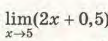 lim(2x + 0,5)
x→5